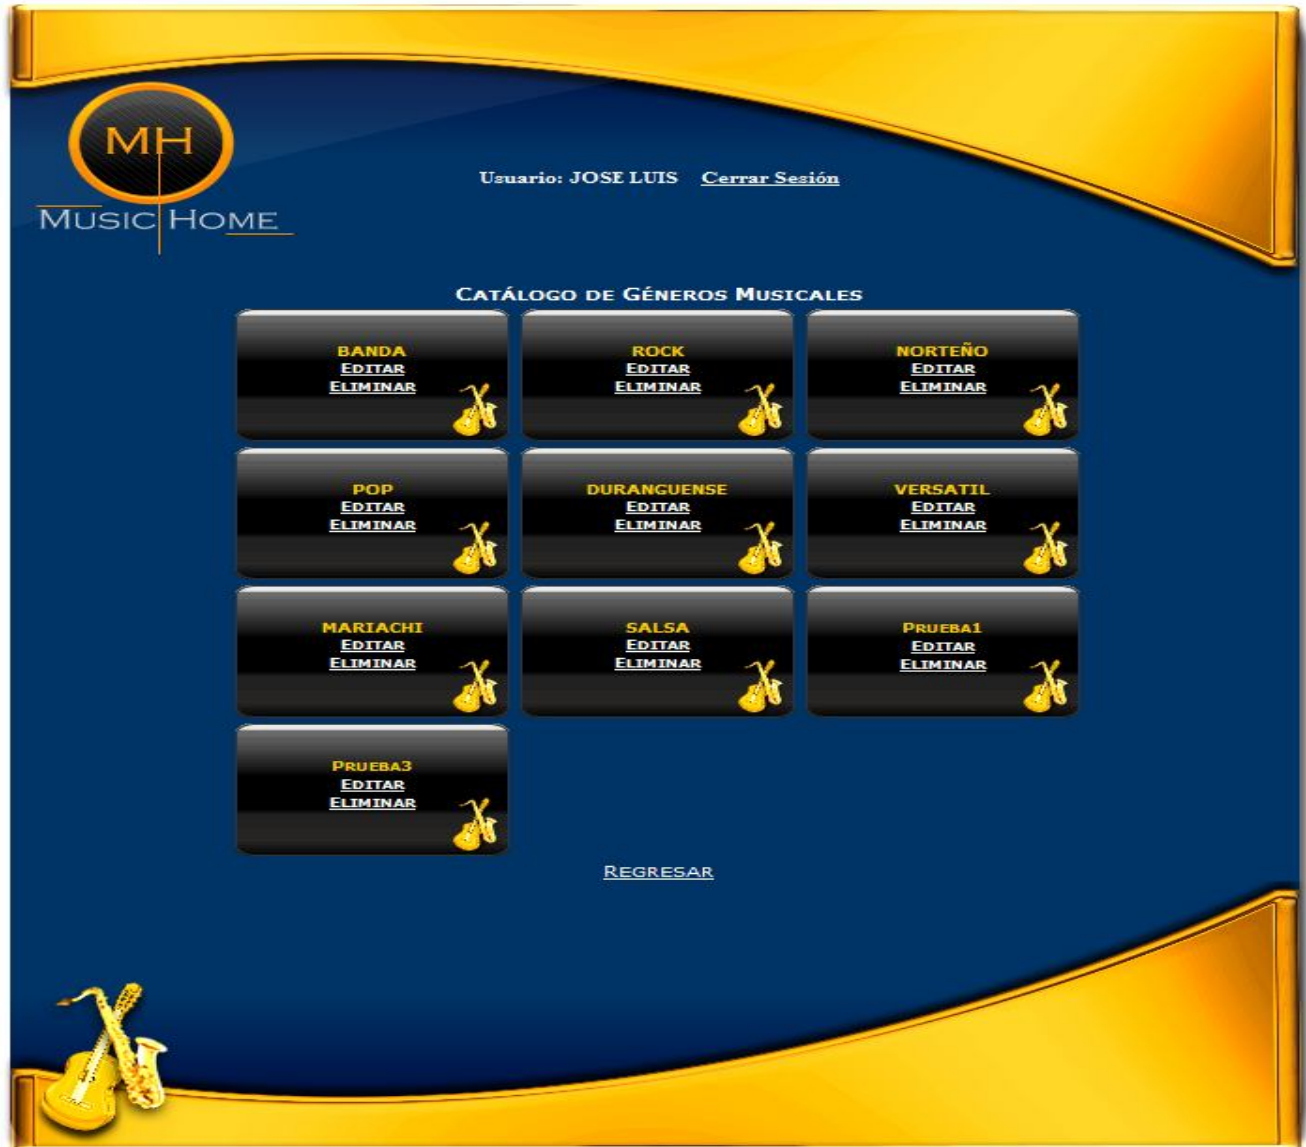 MH
MUSIC HOME
Usuario: JOSE LUIS Cerrar Sesión
CATÁLOGO DE GÉNEROS MUSICALES
BANDA
EDITAR
ELIMINAR
ROCK
EDITAR
ELIMINAR
NORTEÑO
EDITAR
ELIMINAR
POP
EDITAR
ELIMINAR
DURANGUENSE
EDITAR
ELIMINAR
VERSATIL
EDITAR
ELIMINAR
MARIACHI
EDITAR
ELIMINAR
SALSA
EDITAR
ELIMINAR
PRUEBA1
EDITAR
ELIMINAR
PRUEBA3
EDITAR
ELIMINAR
REGRESAR